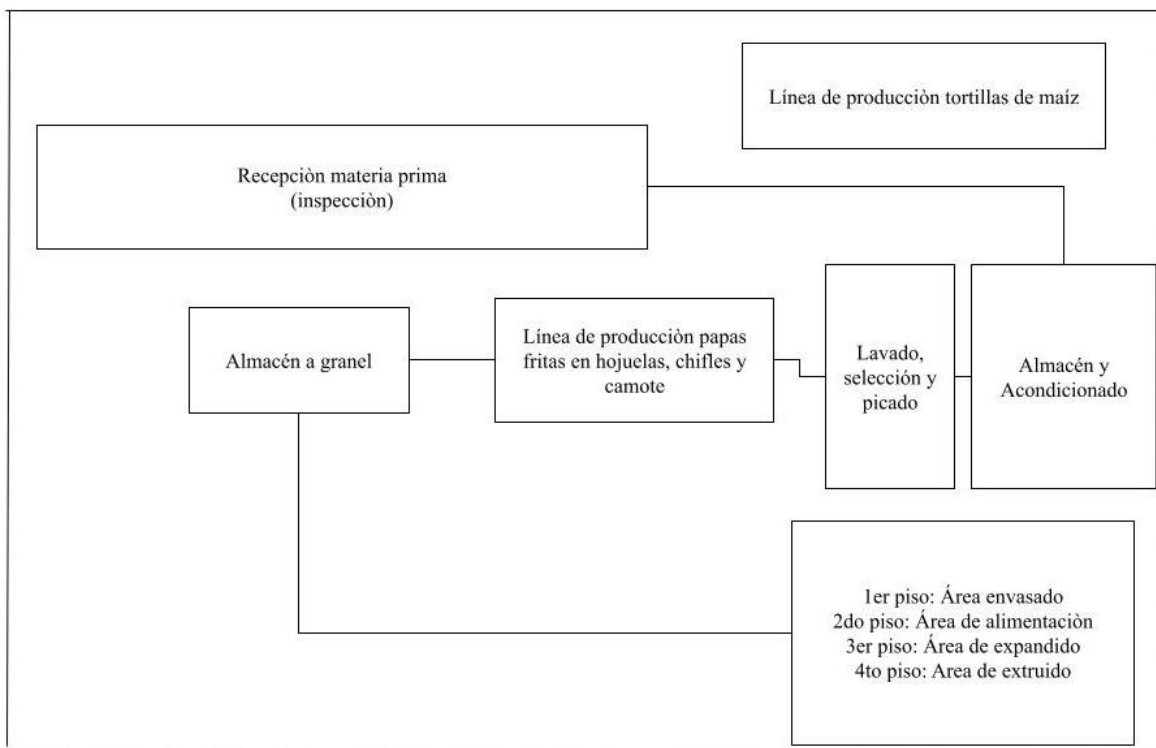 Línea de producciòn tortillas de maíz
Recepciòn materia prima
(inspecciòn)
Almacén a granel
Línea de producciòn papas
fritas en hojuelas, chifles y
camote
Lavado,
selección y
picado
Almacén y
Acondicionado
1er piso: Área envasado
2do piso: Área de alimentaciòn
3er piso: Área de expandido
4to piso: Area de extruido